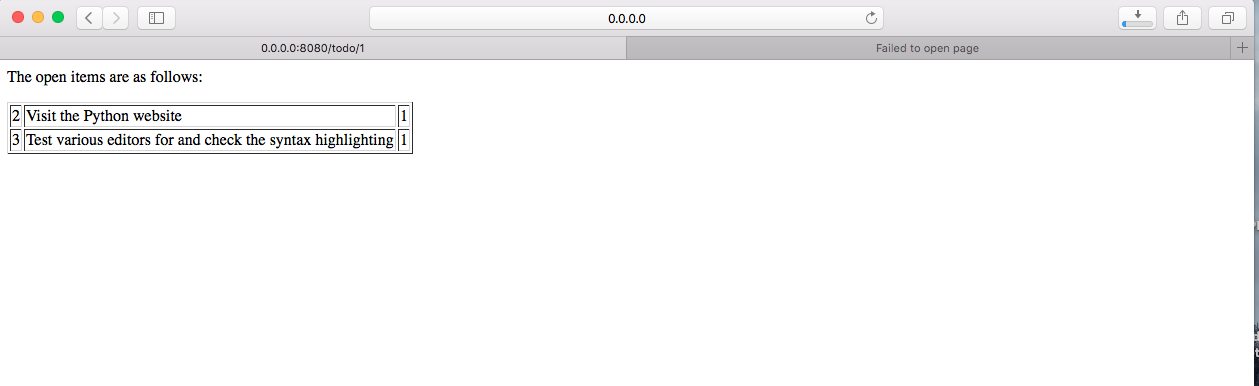 0.0.0.0
0.0.0.0:8080/todo/1
Failed to open page
The open items are as follows:
2 Visit the Python website 1
3 Test various editors for and check the syntax highlighting 1